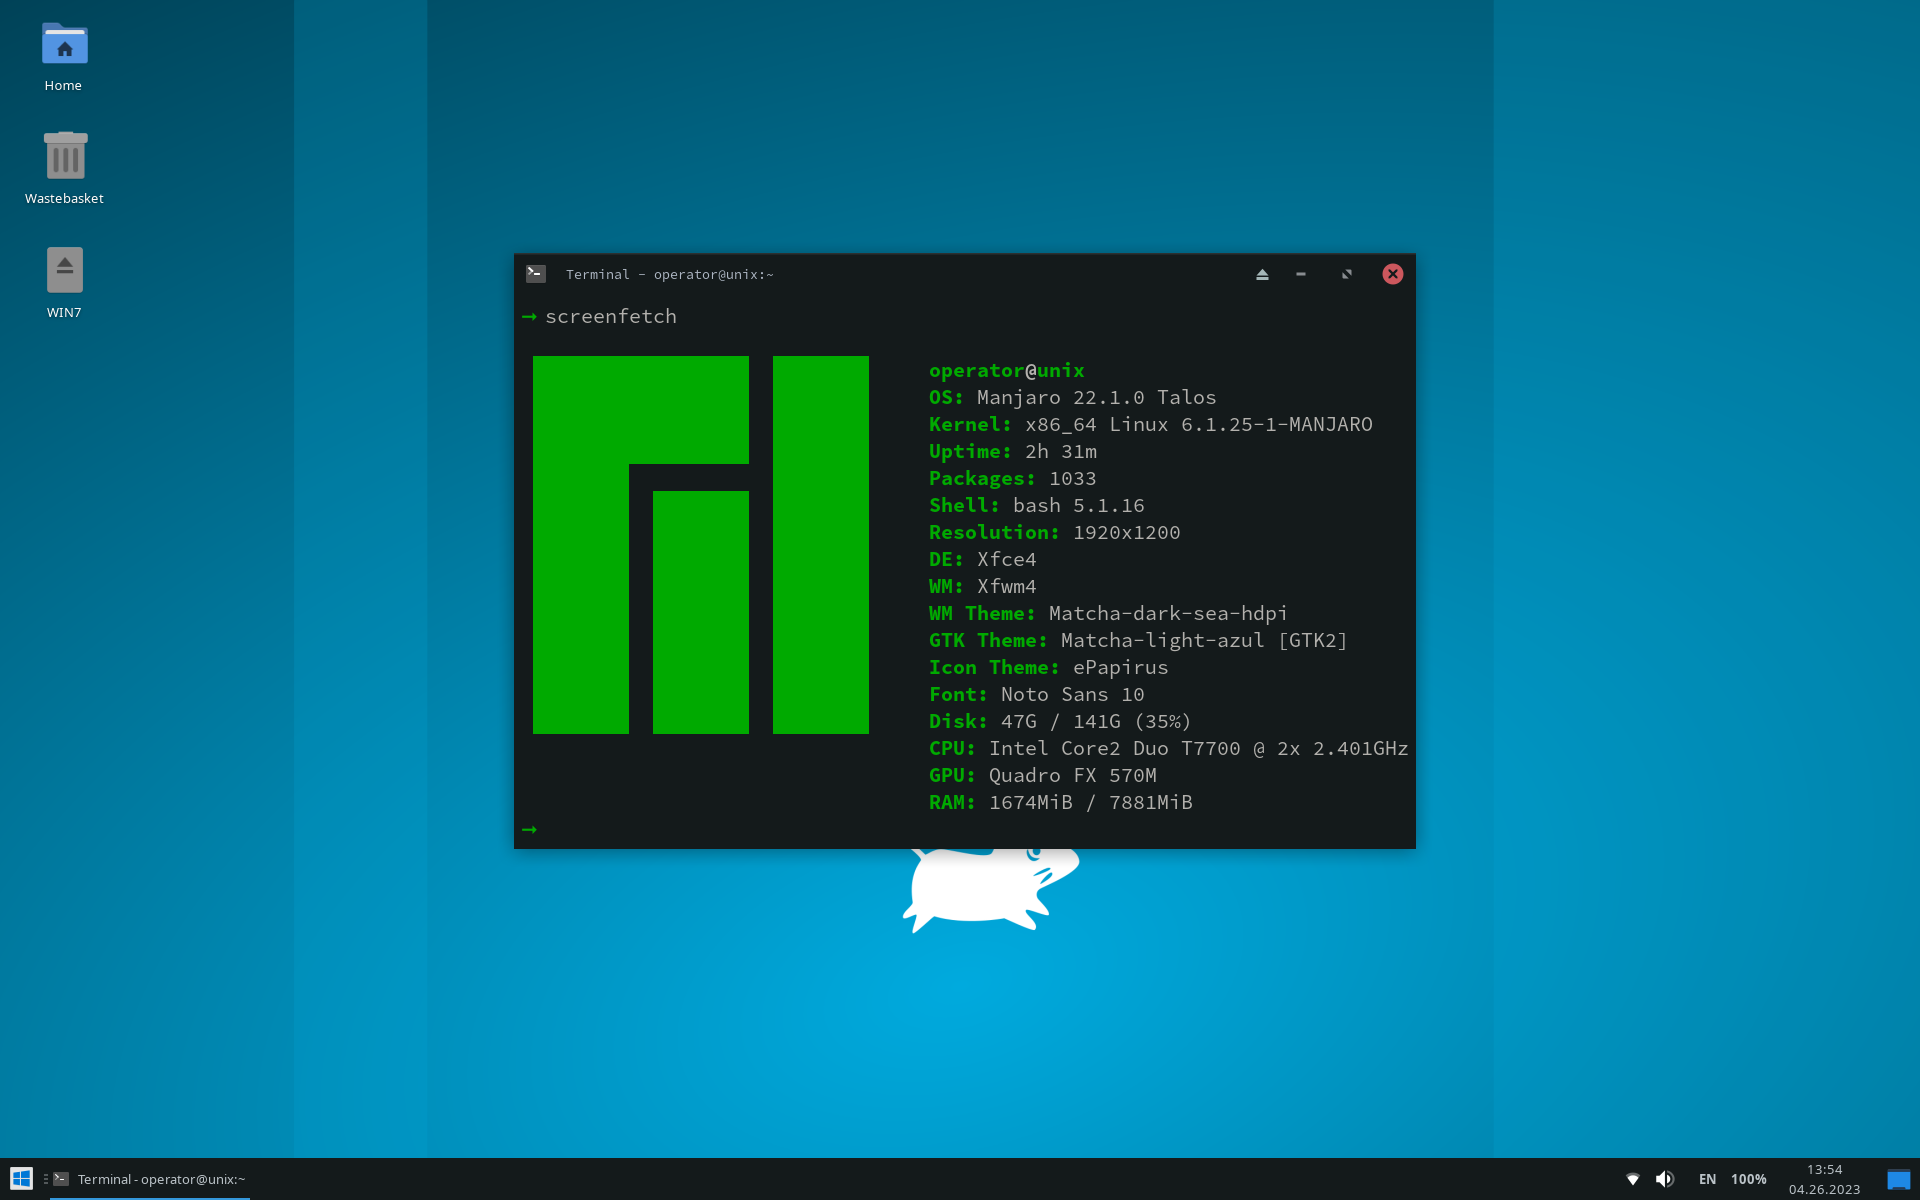 Home
Wastebasket
WIN7
Terminal - operator@unix:~
→ screenfetch
operator@unix
OS: Manjaro 22.1.0 Talos
Kernel: x86_64 Linux 6.1.25-1-MANJARO
Uptime: 2h 31m
Packages: 1033
Shell: bash 5.1.16
Resolution: 1920x1200
DE: Xfce4
WM: Xfwm4
WM Theme: Matcha-dark-sea-hdpi
GTK Theme: Matcha-light-azul [GTK2]
Icon Theme: ePapirus
Font: Noto Sans 10
Disk: 47G / 141G (35%)
CPU: Intel Core2 Duo T7700 @ 2x 2.401GHz
GPU: Quadro FX 570M
RAM: 1674MiB / 7881MiB
→
Terminal - operator@unix:~
EN 100%
13:54
04.26.2023